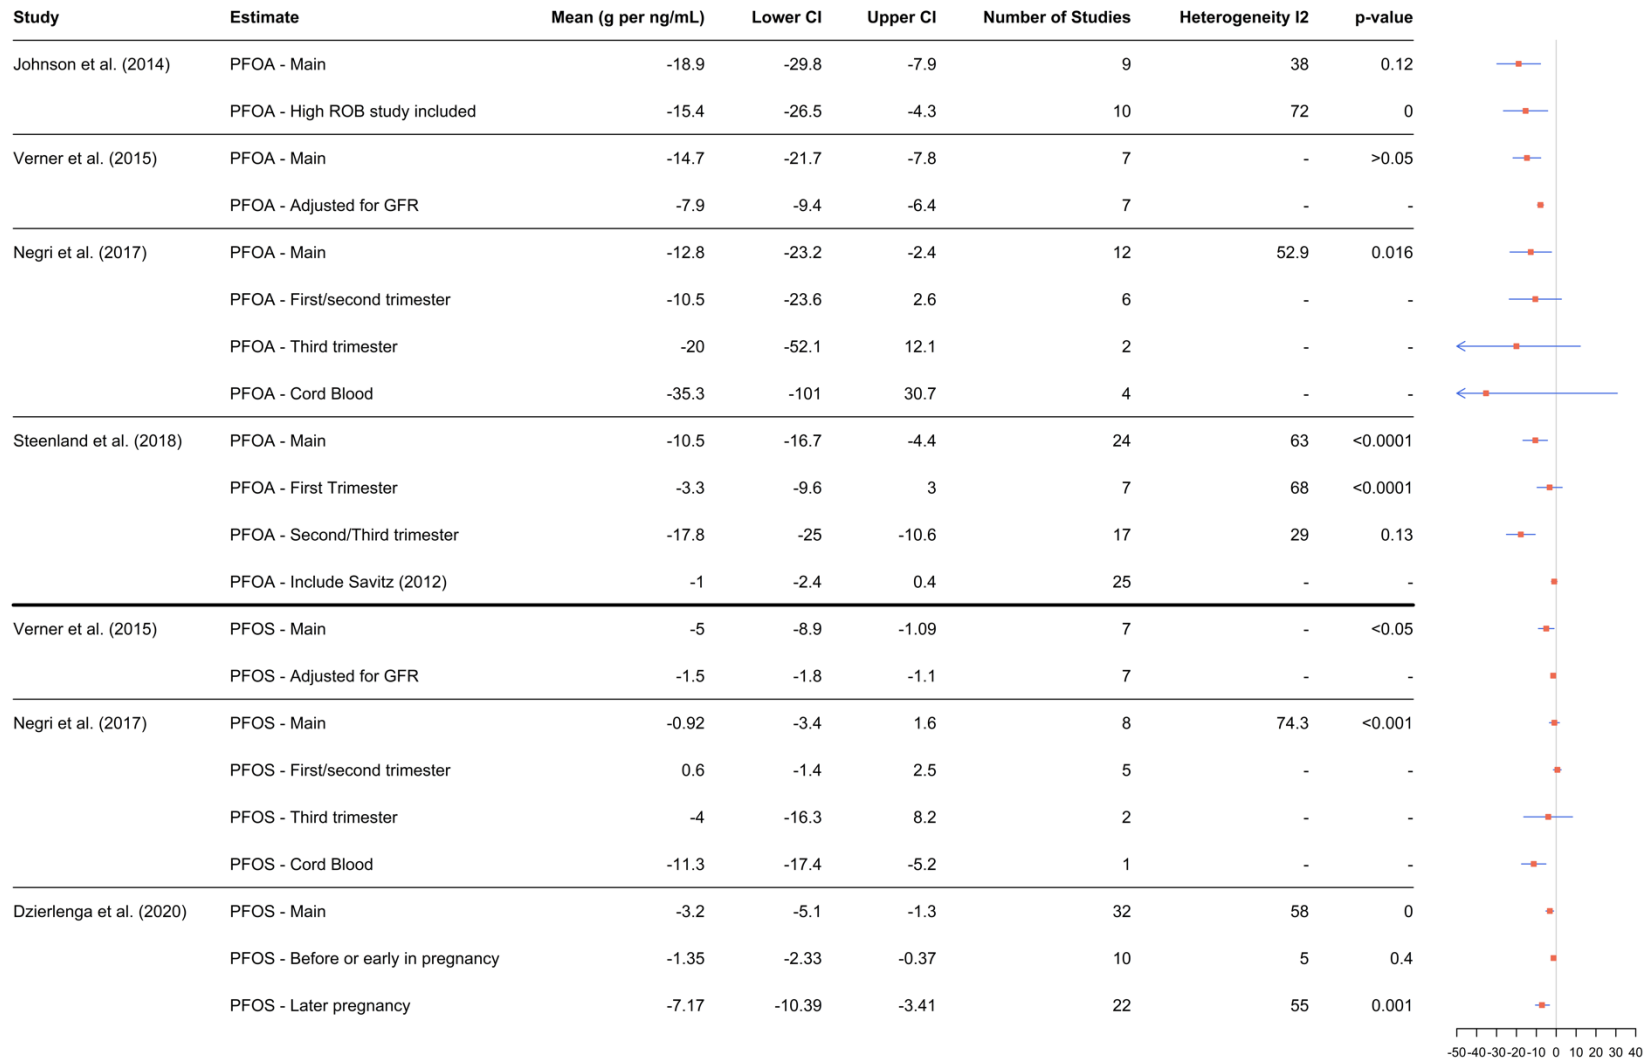 Study Estimate Mean (g per ng/mL) Lower CI Upper CI Number of Studies Heterogeneity I2 p-value
Johnson et al. (2014) PFOA - Main -18.9 -29.8 -7.9 9 38 0.12
PFOA - High ROB study included -15.4 -26.5 -4.3 10 72 0
Verner et al. (2015) PFOA - Main -14.7 -21.7 -7.8 7 - >0.05
PFOA - Adjusted for GFR -7.9 -9.4 -6.4 7 - -
Negri et al. (2017) PFOA - Main -12.8 -23.2 -2.4 12 52.9 0.016
PFOA - First/second trimester -10.5 -23.6 2.6 6 - -
PFOA - Third trimester -20 -52.1 12.1 2 - -
PFOA - Cord Blood -35.3 -101 30.7 4 - -
Steenland et al. (2018) PFOA - Main -10.5 -16.7 -4.4 24 63 <0.0001
PFOA - First Trimester -3.3 -9.6 3 7 68 <0.0001
PFOA - Second/Third trimester -17.8 -25 -10.6 17 29 0.13
PFOA - Include Savitz (2012) -1 -2.4 0.4 25 - -
Verner et al. (2015) PFOS - Main -5 -8.9 -1.09 7 - <0.05
PFOS - Adjusted for GFR -1.5 -1.8 -1.1 7 - -
Negri et al. (2017) PFOS - Main -0.92 -3.4 1.6 8 74.3 <0.001
PFOS - First/second trimester 0.6 -1.4 2.5 5 - -
PFOS - Third trimester -4 -16.3 8.2 2 - -
PFOS - Cord Blood -11.3 -17.4 -5.2 1 - -
Dzierlenga et al. (2020) PFOS - Main -3.2 -5.1 -1.3 32 58 0
PFOS - Before or early in pregnancy -1.35 -2.33 -0.37 10 5 0.4
PFOS - Later pregnancy -7.17 -10.39 -3.41 22 55 0.001
-50 -40 -30 -20 -10 0 10 20 30 40